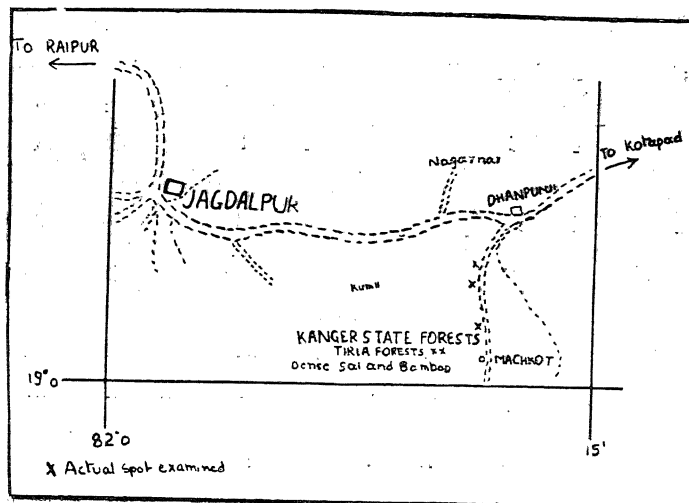 TO RAIPUR
To Kotapad
Nagarnar
DHANPUNJI
JAGDALPUR
KANGER STATE FORESTS
TIRIA FORESTS xx
Dense Sal and Bamboo
MACHKOT
19°0
82°0
15'
x Actual spot examined